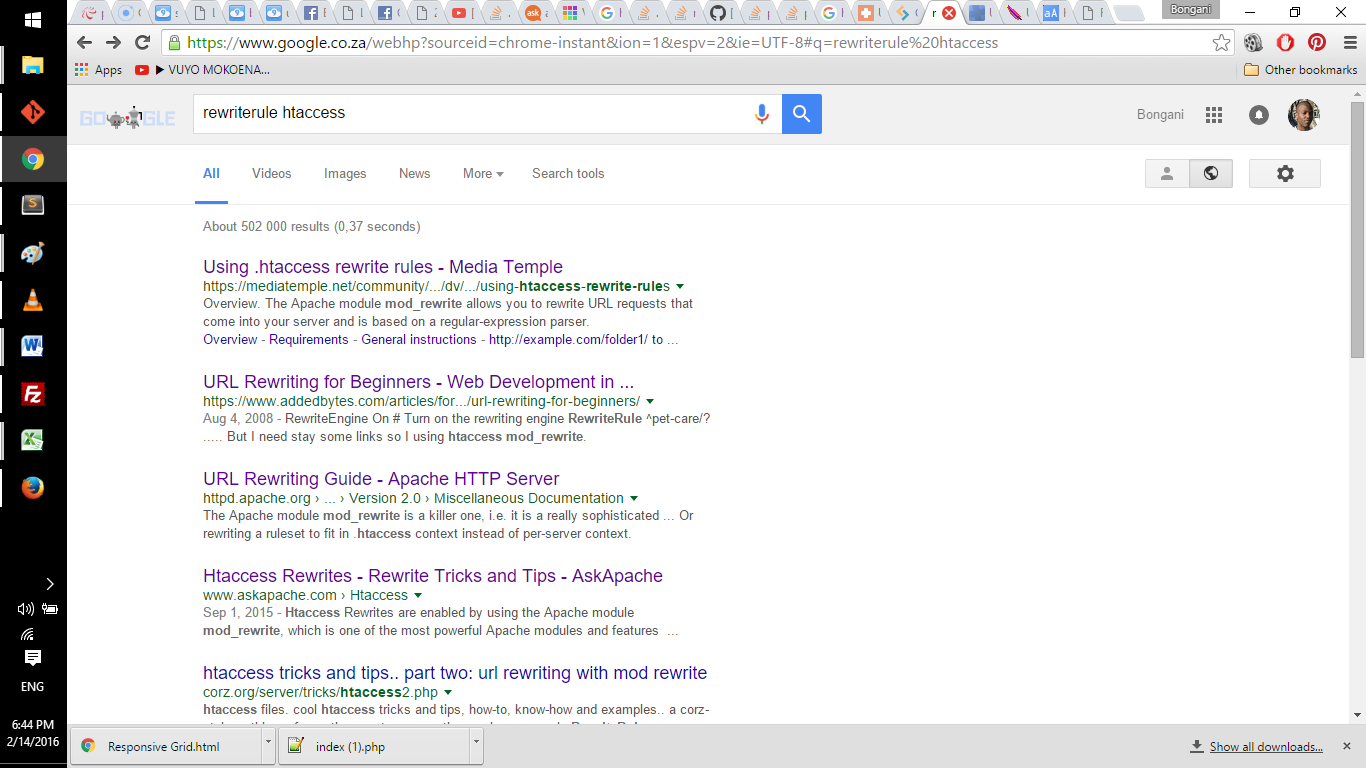 Bongani
https://www.google.co.za/webhp?sourceid=chrome-instant&ion=1&espv=2&ie=UTF-8#q=rewriterule%20htaccess
Apps
VUYO MOKOENA...
Other bookmarks
GOOGLE
rewriterule htaccess
Bongani
All Videos Images News More Search tools
About 502 000 results (0,37 seconds)
Using .htaccess rewrite rules - Media Temple
https://mediatemple.net/community/.../dv/.../using-htaccess-rewrite-rules
Overview. The Apache module mod_rewrite allows you to rewrite URL requests that
come into your server and is based on a regular-expression parser.
Overview - Requirements - General instructions - http://example.com/folder1/ to ...
URL Rewriting for Beginners - Web Development in ...
https://www.addedbytes.com/articles/for.../url-rewriting-for-beginners/
Aug 4, 2008 - RewriteEngine On # Turn on the rewriting engine RewriteRule ^pet-care/?
..... But I need stay some links so I using htaccess mod_rewrite.
URL Rewriting Guide - Apache HTTP Server
httpd.apache.org › ... › Version 2.0 › Miscellaneous Documentation
The Apache module mod_rewrite is a killer one, i.e. it is a really sophisticated ... Or
rewriting a ruleset to fit in .htaccess context instead of per-server context.
Htaccess Rewrites - Rewrite Tricks and Tips - AskApache
www.askapache.com › Htaccess
Sep 1, 2015 - Htaccess Rewrites are enabled by using the Apache module
mod_rewrite, which is one of the most powerful Apache modules and features ...
htaccess tricks and tips.. part two: url rewriting with mod rewrite
corz.org/server/tricks/htaccess2.php
htaccess files. cool htaccess tricks and tips, how-to, know-how and examples.. a corz-
ENG
6:44 PM
2/14/2016
Responsive Grid.html
index (1).php
Show all downloads...